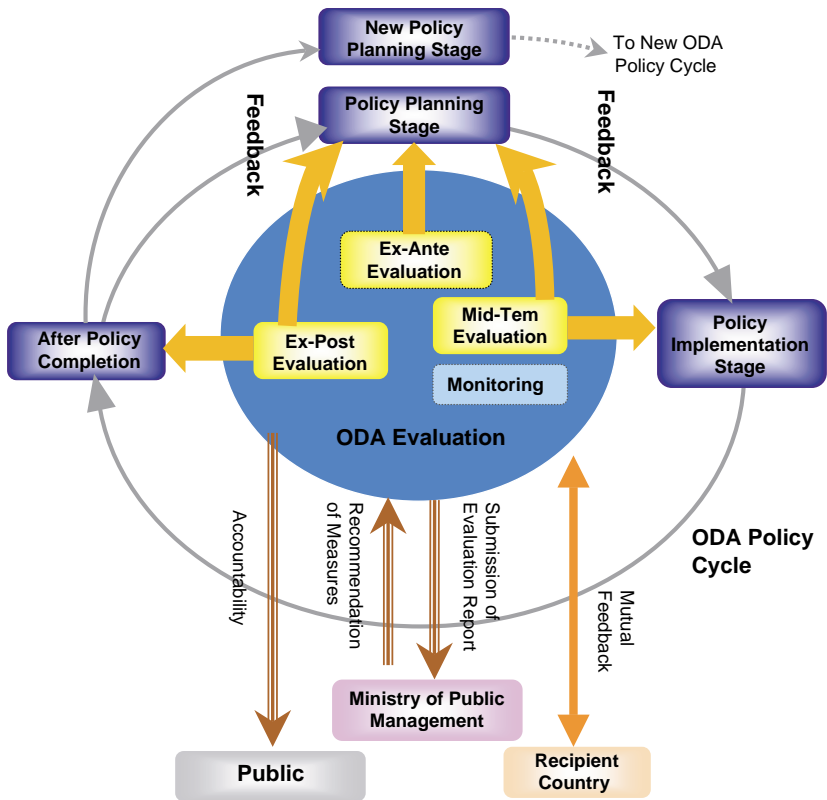 New Policy
Planning Stage
To New ODA
Policy Cycle
Policy Planning
Stage
Feedback
Feedback
Ex-Ante
Evaluation
Mid-Tem
Evaluation
Ex-Post
Evaluation
After Policy
Completion
Policy
Implementation
Stage
Monitoring
ODA Evaluation
Accountability
Recommendation
of Measures
Submission of
Evaluation Report
Mutual
Feedback
ODA Policy
Cycle
Ministry of Public
Management
Public
Recipient
Country